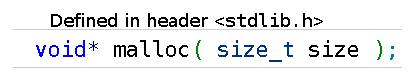 Defined in header <stdlib.h>
void* malloc( size_t size );